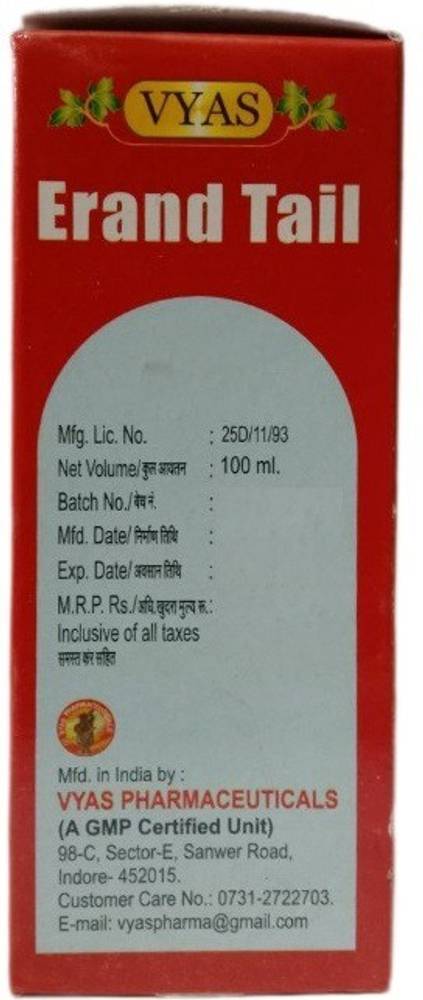 VYAS
Erand Tail
Mfg. Lic. No. : 25D/11/93
Net Volume/कुल आयतन : 100 ml.
Batch No./बेच नं. :
Mfd. Date/निर्माण तिथि :
Exp. Date/अवसान तिथि :
M.R.P. Rs./अधि.खुदरा मूल्य रू.:
Inclusive of all taxes
समस्त कर सहित
Mfd. in India by :
VYAS PHARMACEUTICALS
(A GMP Certified Unit)
98-C, Sector-E, Sanwer Road,
Indore- 452015.
Customer Care No.: 0731-2722703.
E-mail: vyaspharma@gmail.com